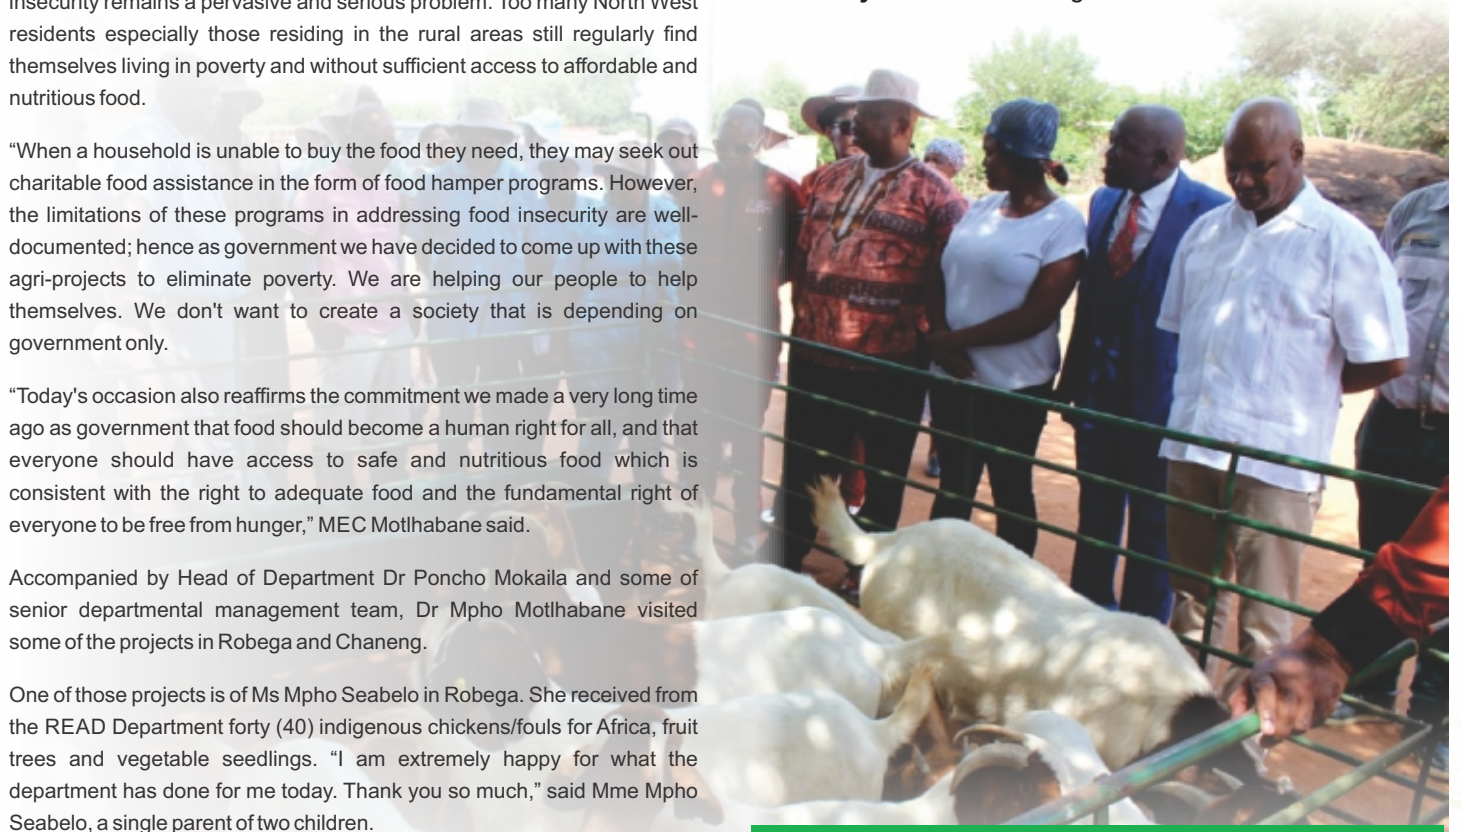 insecurity remains a pervasive and serious problem. Too many North West
residents especially those residing in the rural areas still regularly find
themselves living in poverty and without sufficient access to affordable and
nutritious food.
“When a household is unable to buy the food they need, they may seek out
charitable food assistance in the form of food hamper programs. However,
the limitations of these programs in addressing food insecurity are well-
documented; hence as government we have decided to come up with these
agri-projects to eliminate poverty. We are helping our people to help
themselves. We don't want to create a society that is depending on
government only.
“Today's occasion also reaffirms the commitment we made a very long time
ago as government that food should become a human right for all, and that
everyone should have access to safe and nutritious food which is
consistent with the right to adequate food and the fundamental right of
everyone to be free from hunger,” MEC Motlhabane said.
Accompanied by Head of Department Dr Poncho Mokaila and some of
senior departmental management team, Dr Mpho Motlhabane visited
some of the projects in Robega and Chaneng.
One of those projects is of Ms Mpho Seabelo in Robega. She received from
the READ Department forty (40) indigenous chickens/fouls for Africa, fruit
trees and vegetable seedlings. “I am extremely happy for what the
department has done for me today. Thank you so much,” said Mme Mpho
Seabelo, a single parent of two children.